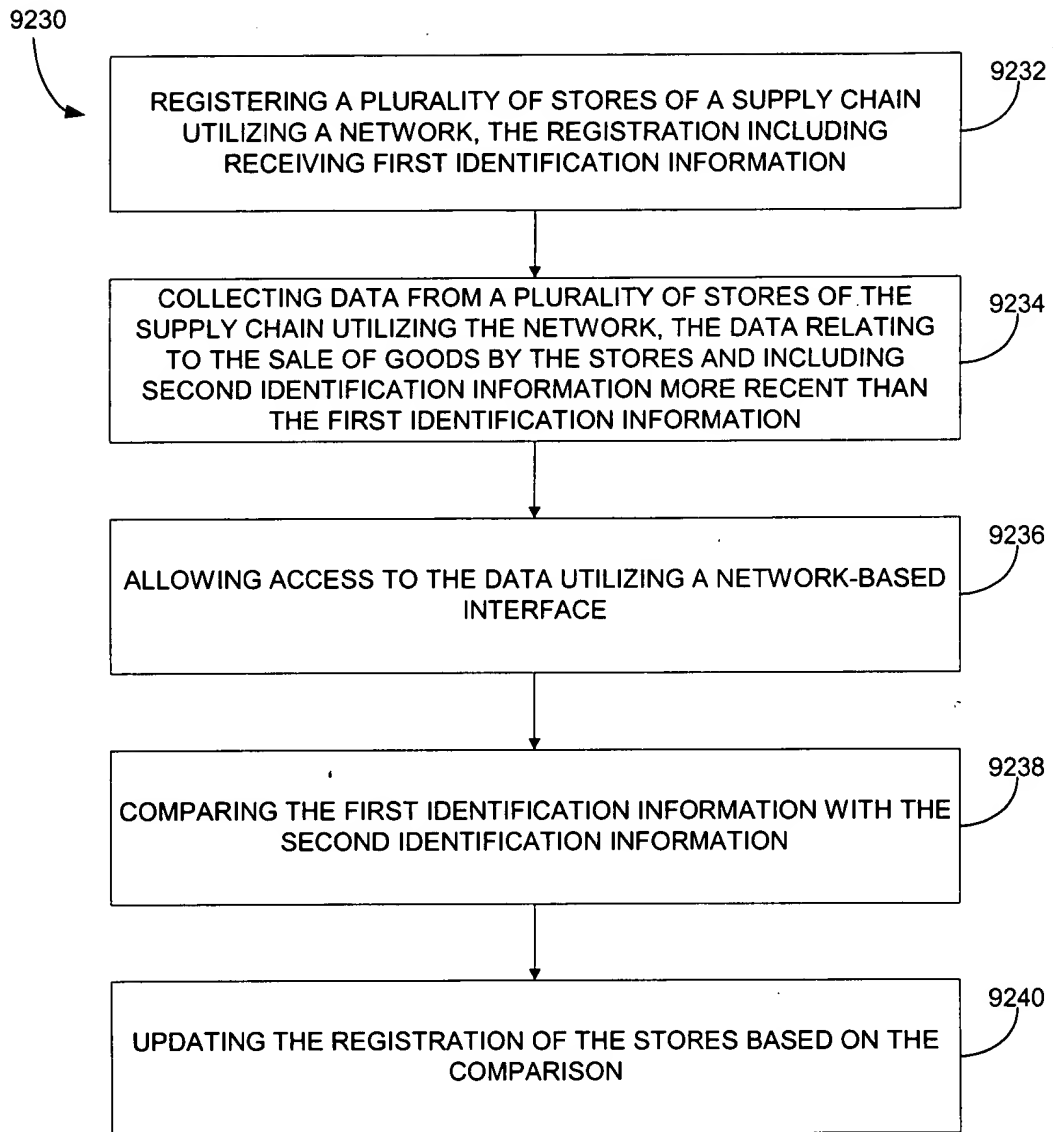 9230
9232
REGISTERING A PLURALITY OF STORES OF A SUPPLY CHAIN
UTILIZING A NETWORK, THE REGISTRATION INCLUDING
RECEIVING FIRST IDENTIFICATION INFORMATION
9234
COLLECTING DATA FROM A PLURALITY OF STORES OF THE
SUPPLY CHAIN UTILIZING THE NETWORK, THE DATA RELATING
TO THE SALE OF GOODS BY THE STORES AND INCLUDING
SECOND IDENTIFICATION INFORMATION MORE RECENT THAN
THE FIRST IDENTIFICATION INFORMATION
9236
ALLOWING ACCESS TO THE DATA UTILIZING A NETWORK-BASED
INTERFACE
9238
COMPARING THE FIRST IDENTIFICATION INFORMATION WITH THE
SECOND IDENTIFICATION INFORMATION
9240
UPDATING THE REGISTRATION OF THE STORES BASED ON THE
COMPARISON